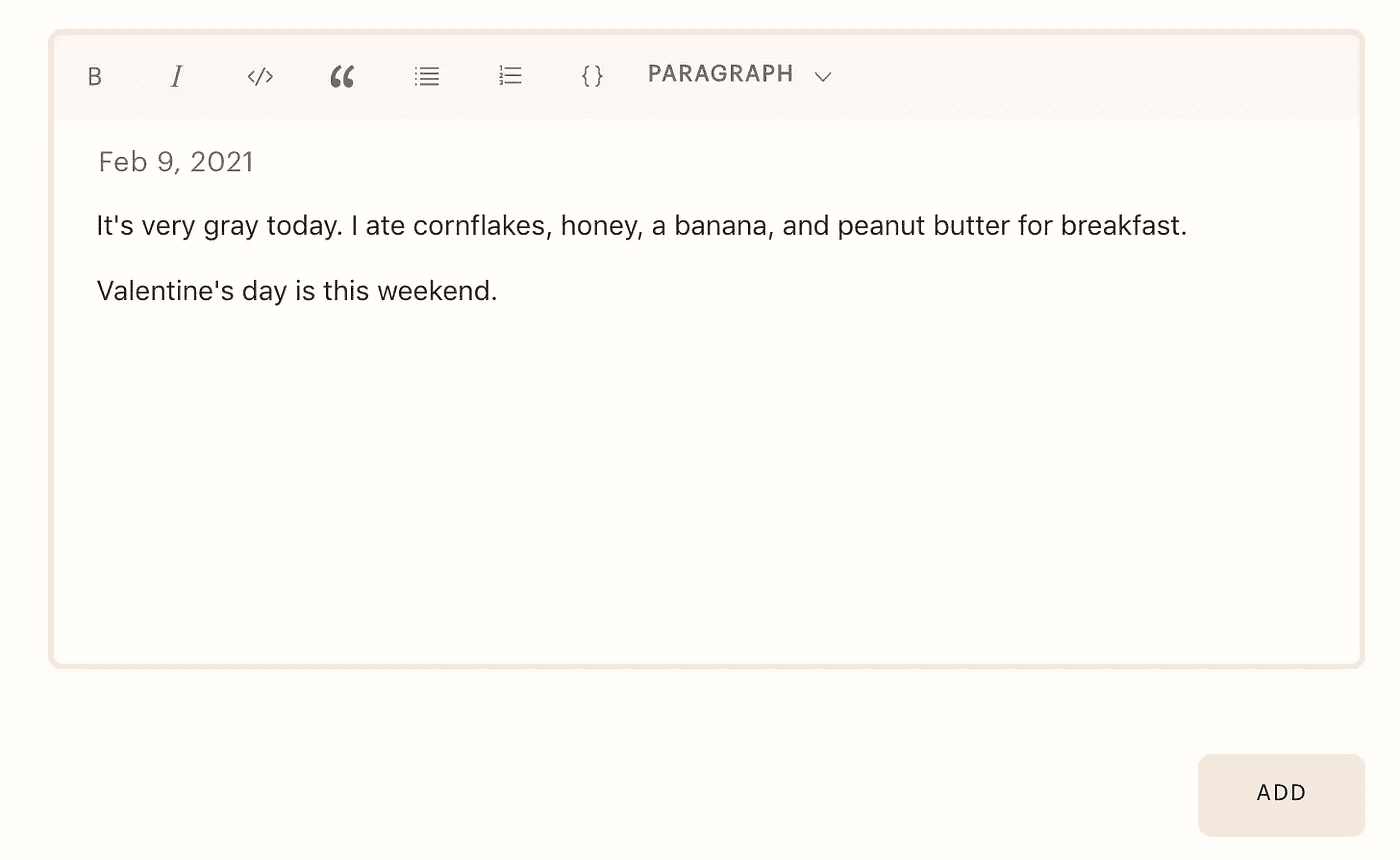 B I </> “ { } PARAGRAPH
Feb 9, 2021
It's very gray today. I ate cornflakes, honey, a banana, and peanut butter for breakfast.
Valentine's day is this weekend.
ADD